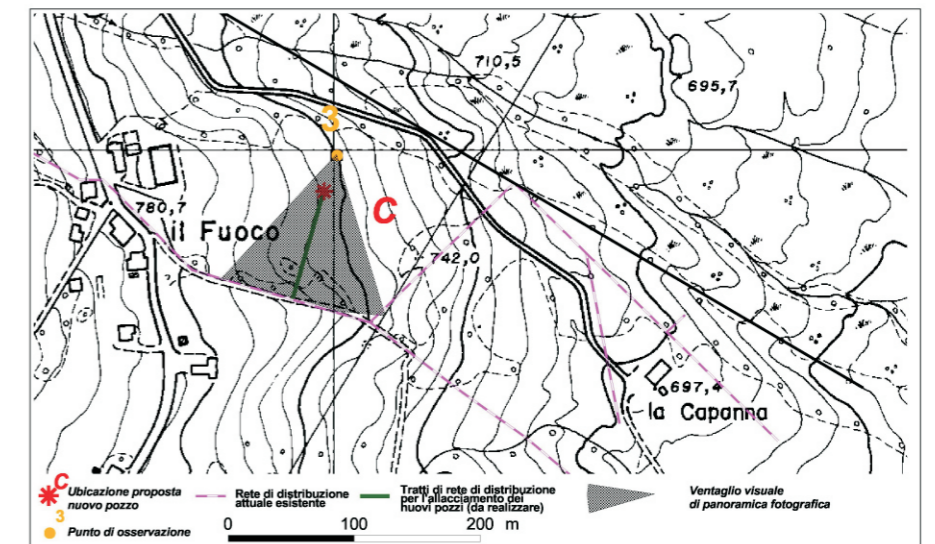 710,5
695,7
3
C
780,7
il Fuoco
742,0
697,4
la Capanna
C
Ubicazione proposta
nuovo pozzo
Rete di distribuzione
attuale esistente
Tratti di rete di distribuzione
per l'allacciamento dei
nuovi pozzi (da realizzare)
Ventaglio visuale
di panoramica fotografica
3
Punto di osservazione
0 100 200 m